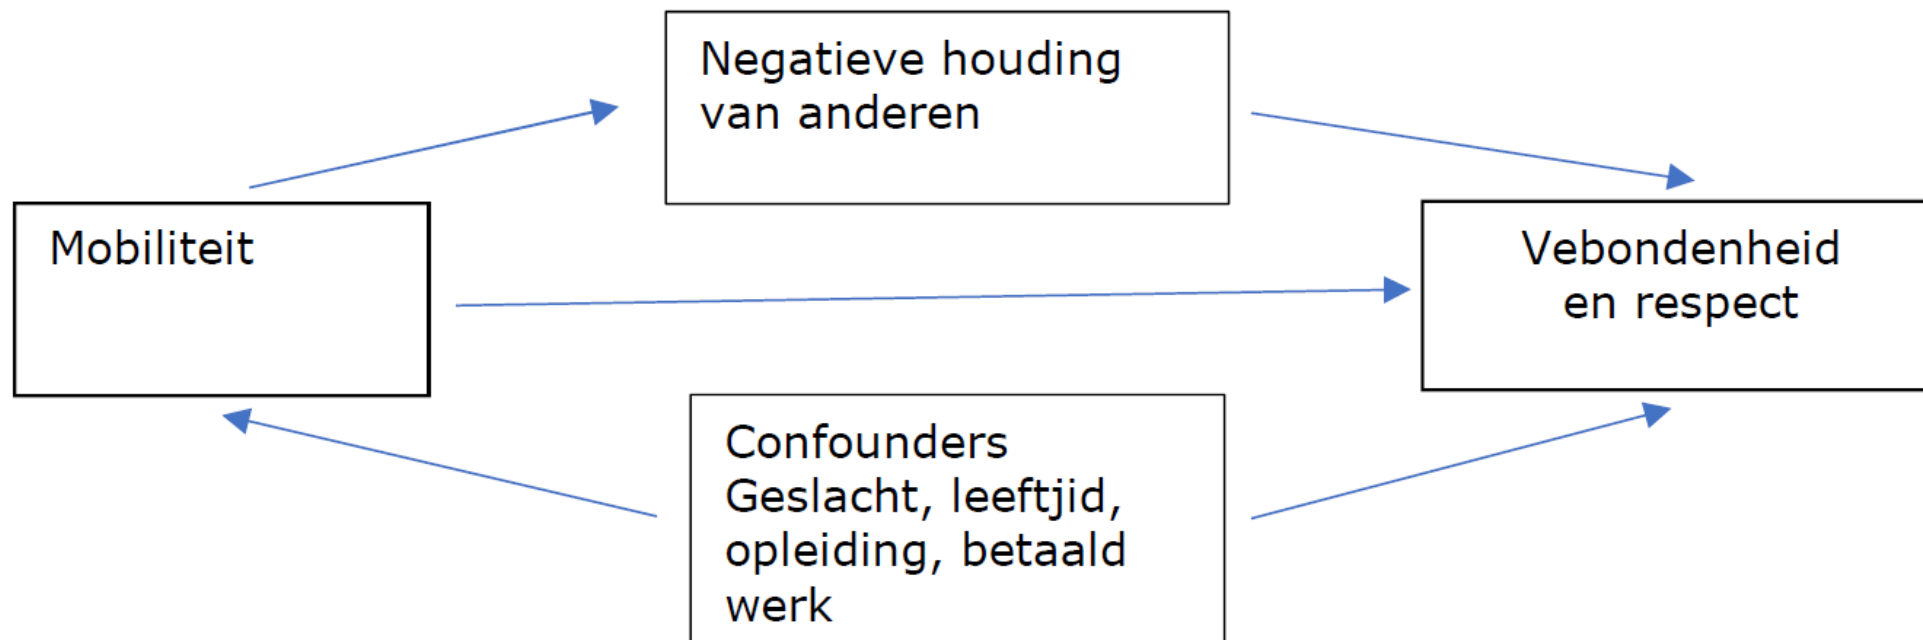 Negatieve houding
van anderen
Mobiliteit
Vebondenheid
en respect
Confounders
Geslacht, leeftjid,
opleiding, betaald
werk